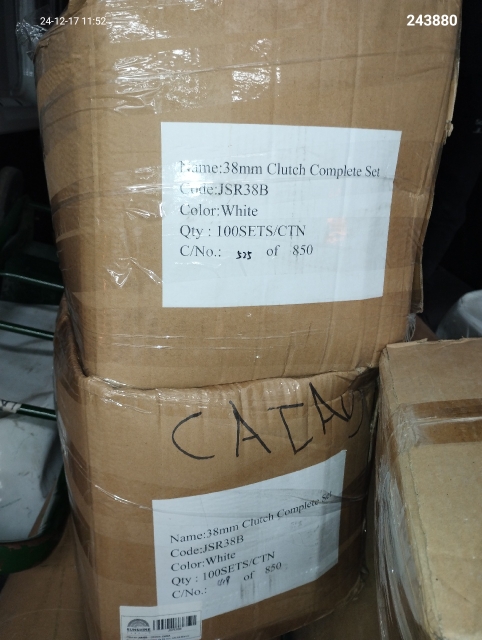 24-12-17 11:52
243880
Name:38mm Clutch Complete Set
Code:JSR38B
Color:White
Qty : 100SETS/CTN
C/No.: 325 of 850
Name:38mm Clutch Complete Set
Code:JSR38B
Color:White
Qty : 100SETS/CTN
C/No.: of 850